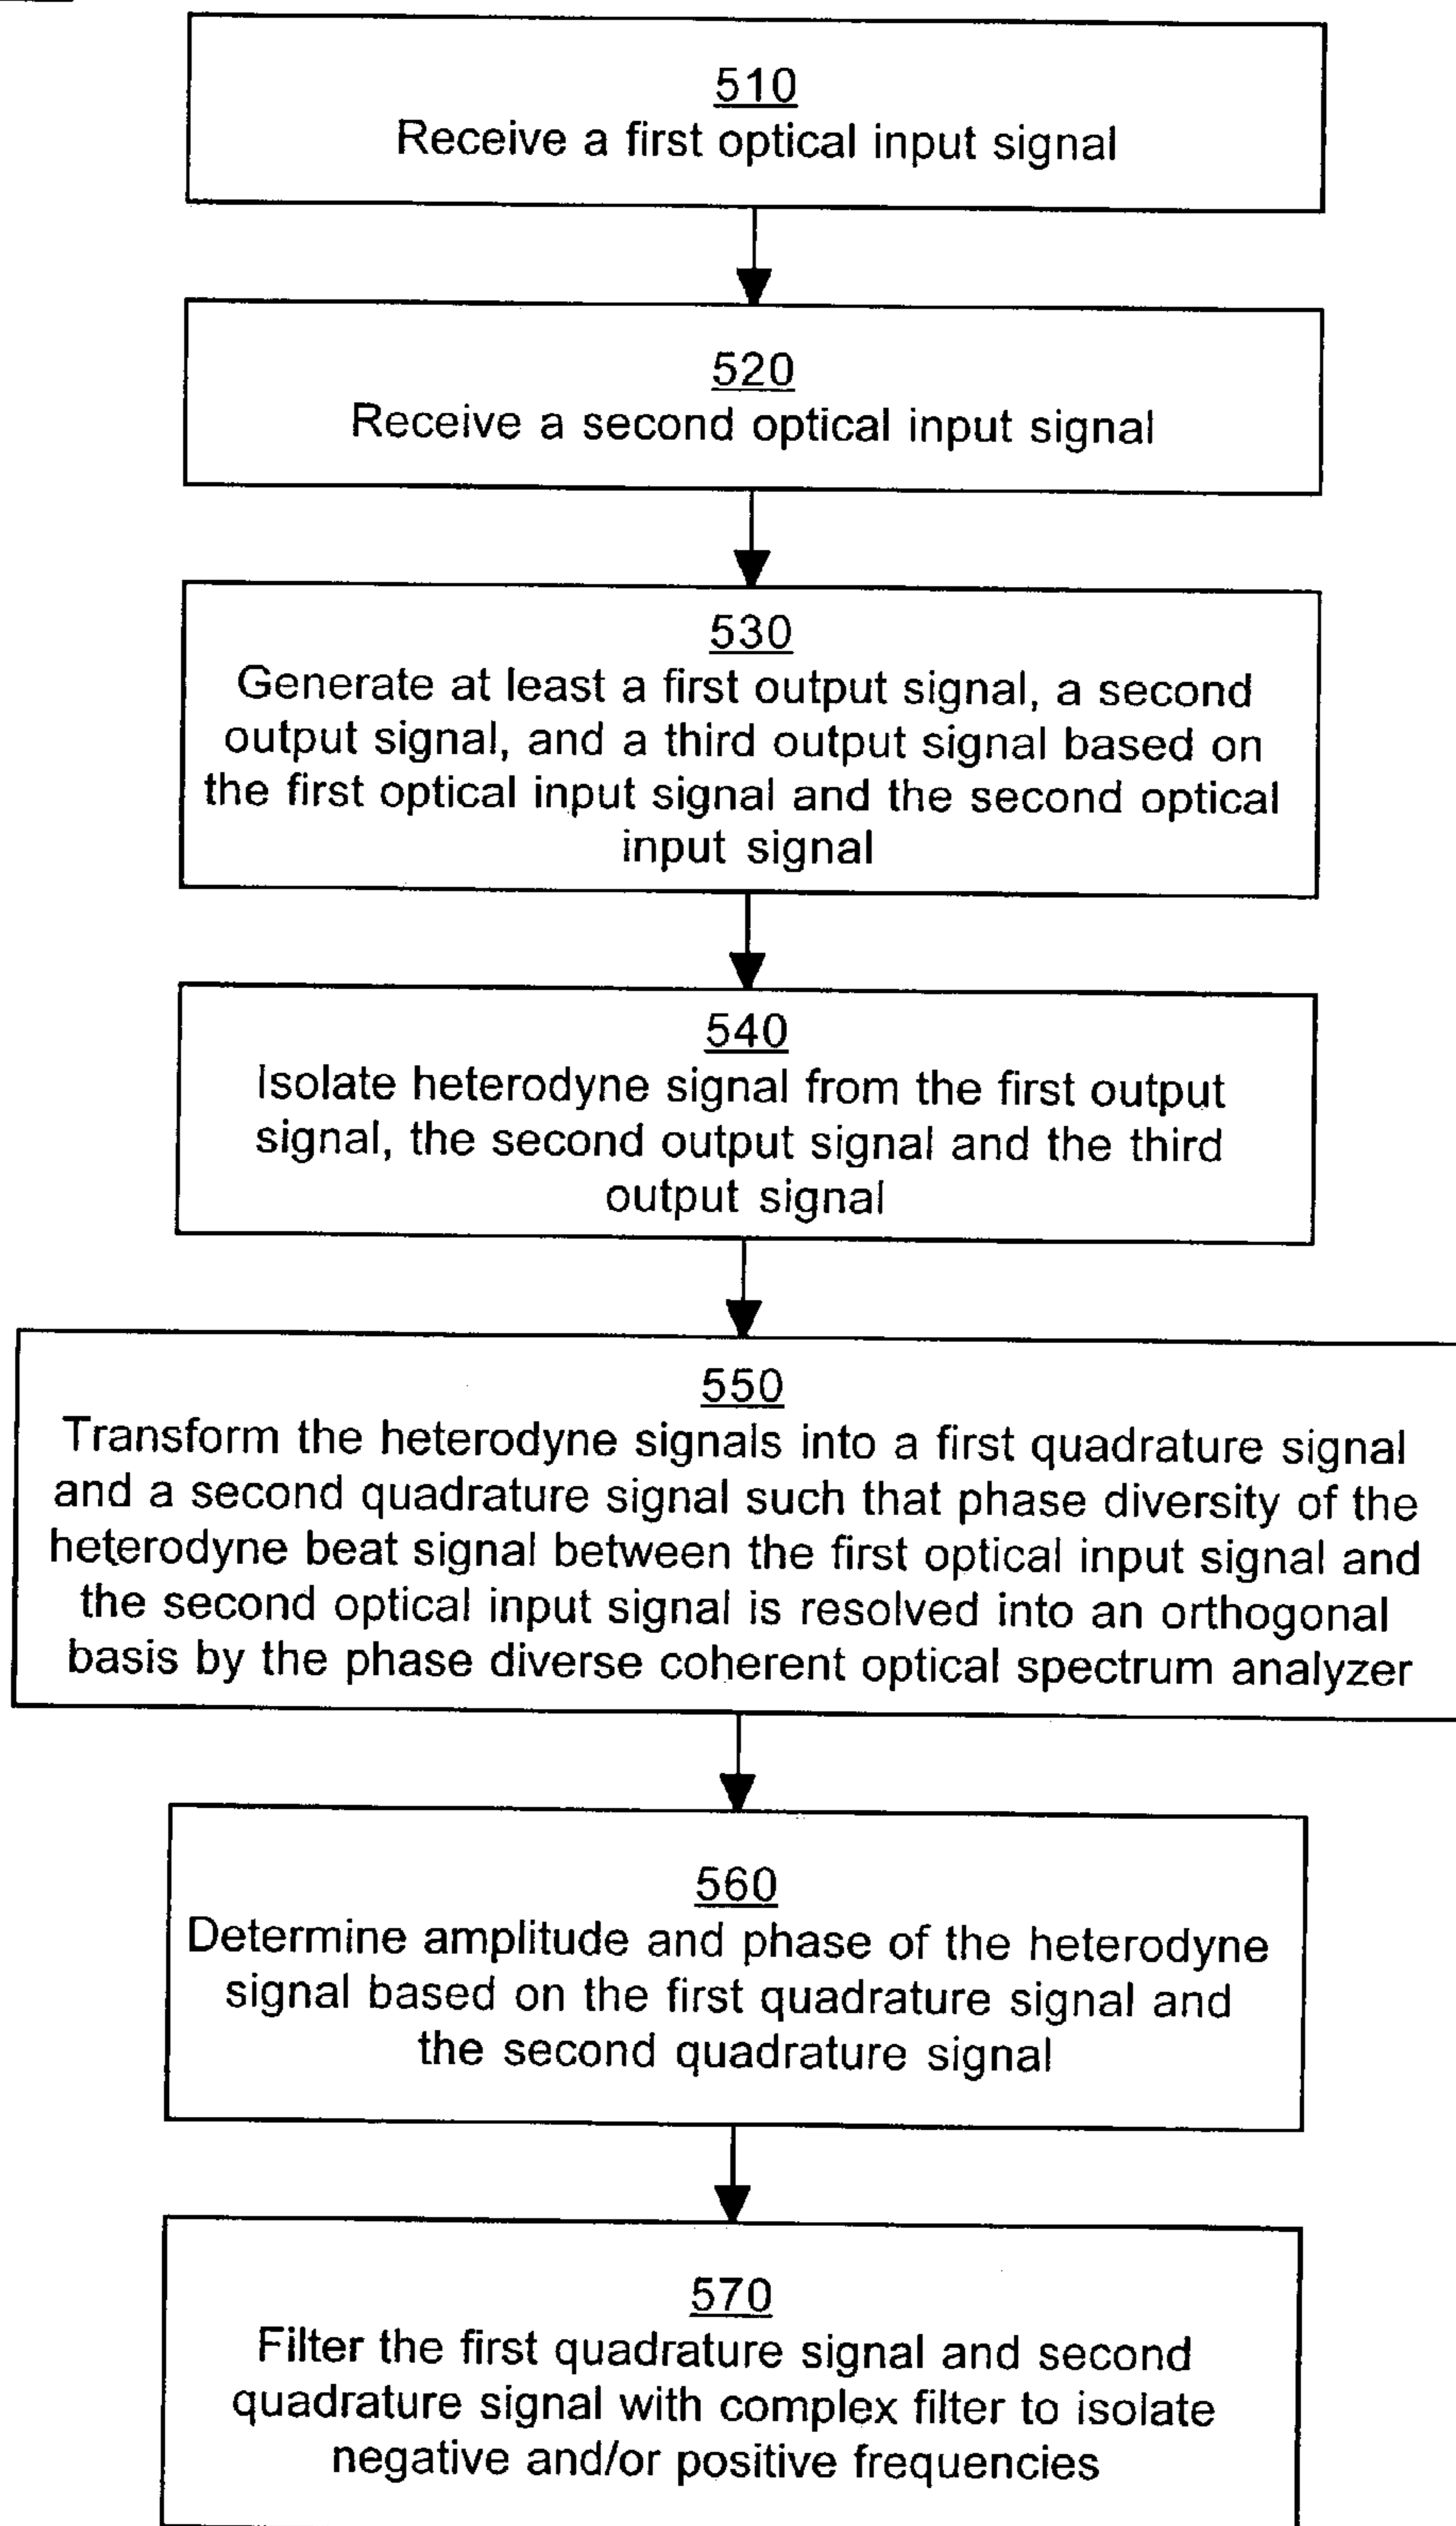 510
Receive a first optical input signal
520
Receive a second optical input signal
530
Generate at least a first output signal, a second
output signal, and a third output signal based on
the first optical input signal and the second optical
input signal
540
Isolate heterodyne signal from the first output
signal, the second output signal and the third
output signal
550
Transform the heterodyne signals into a first quadrature signal
and a second quadrature signal such that phase diversity of the
heterodyne beat signal between the first optical input signal and
the second optical input signal is resolved into an orthogonal
basis by the phase diverse coherent optical spectrum analyzer
560
Determine amplitude and phase of the heterodyne
signal based on the first quadrature signal and
the second quadrature signal
570
Filter the first quadrature signal and second
quadrature signal with complex filter to isolate
negative and/or positive frequencies